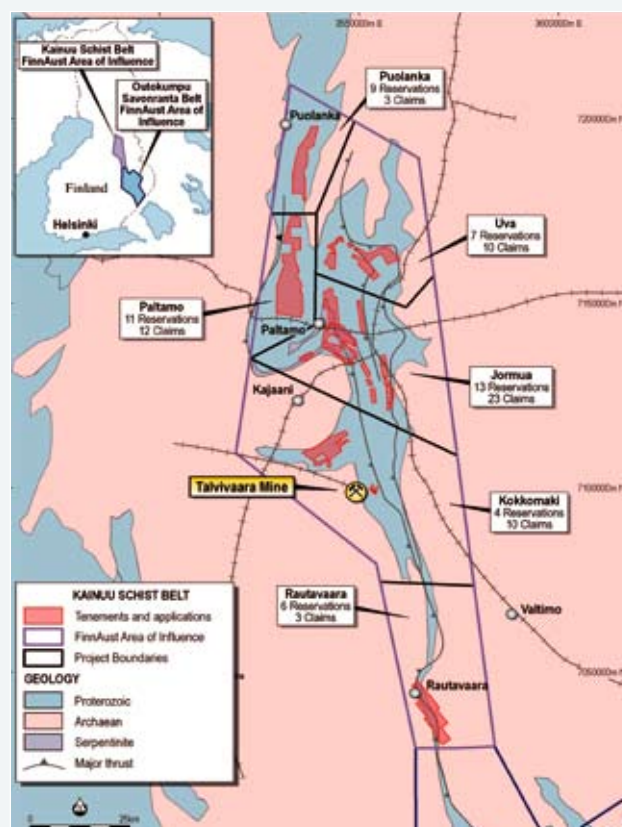 Kainuu Schist Belt
FinnAust Area of Influence
Outokumpu
Savonranta Belt
FinnAust Area of
Influence
Finland
Helsinki
3550000m E
3600000m E
Puolanka
9 Reservations
3 Claims
Puolanka
7200000m N
Uva
7 Reservations
10 Claims
Paltamo
11 Reservations
12 Claims
7150000m N
Paltamo
Jormua
13 Reservations
23 Claims
Kajaani
Talvivaara Mine
7100000m N
Kokkomaki
4 Reservations
10 Claims
Rautavaara
6 Reservations
3 Claims
Valtimo
7050000m N
Rautavaara
KAINUU SCHIST BELT
Tenements and applications
FinnAust Area of Influence
Project Boundaries
GEOLOGY
Proterozoic
Archaean
Serpentinite
Major thrust
0
25km